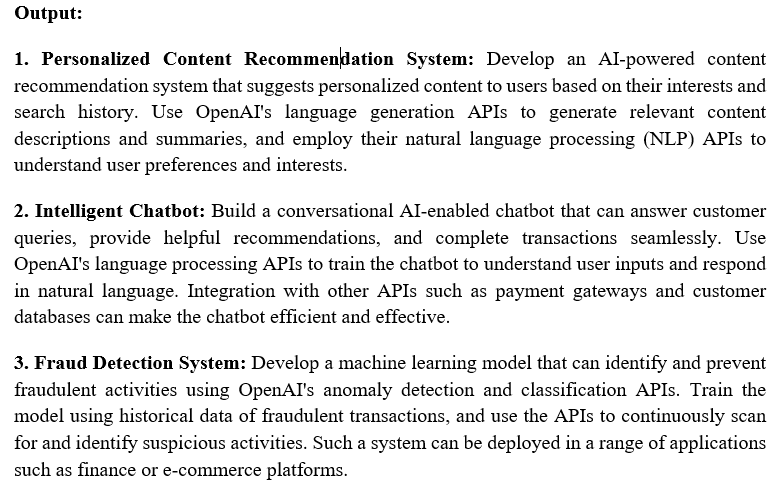 Output:
1. Personalized Content Recommendation System: Develop an AI-powered content
recommendation system that suggests personalized content to users based on their interests and
search history. Use OpenAI's language generation APIs to generate relevant content
descriptions and summaries, and employ their natural language processing (NLP) APIs to
understand user preferences and interests.
2. Intelligent Chatbot: Build a conversational AI-enabled chatbot that can answer customer
queries, provide helpful recommendations, and complete transactions seamlessly. Use
OpenAI's language processing APIs to train the chatbot to understand user inputs and respond
in natural language. Integration with other APIs such as payment gateways and customer
databases can make the chatbot efficient and effective.
3. Fraud Detection System: Develop a machine learning model that can identify and prevent
fraudulent activities using OpenAI's anomaly detection and classification APIs. Train the
model using historical data of fraudulent transactions, and use the APIs to continuously scan
for and identify suspicious activities. Such a system can be deployed in a range of applications
such as finance or e-commerce platforms.